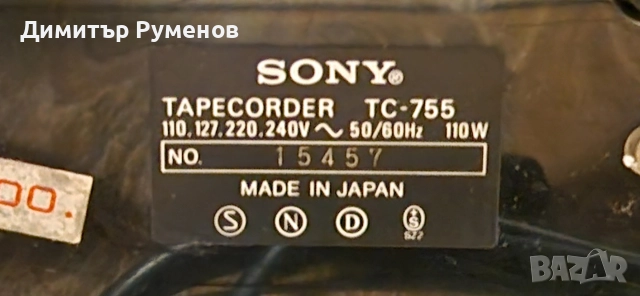 Димитър Руменов
SONY®
TAPECORDER TC-755
110,127,220,240V ~ 50/60Hz 110W
NO. 15457
00.
MADE IN JAPAN
S N D S
BAZAR